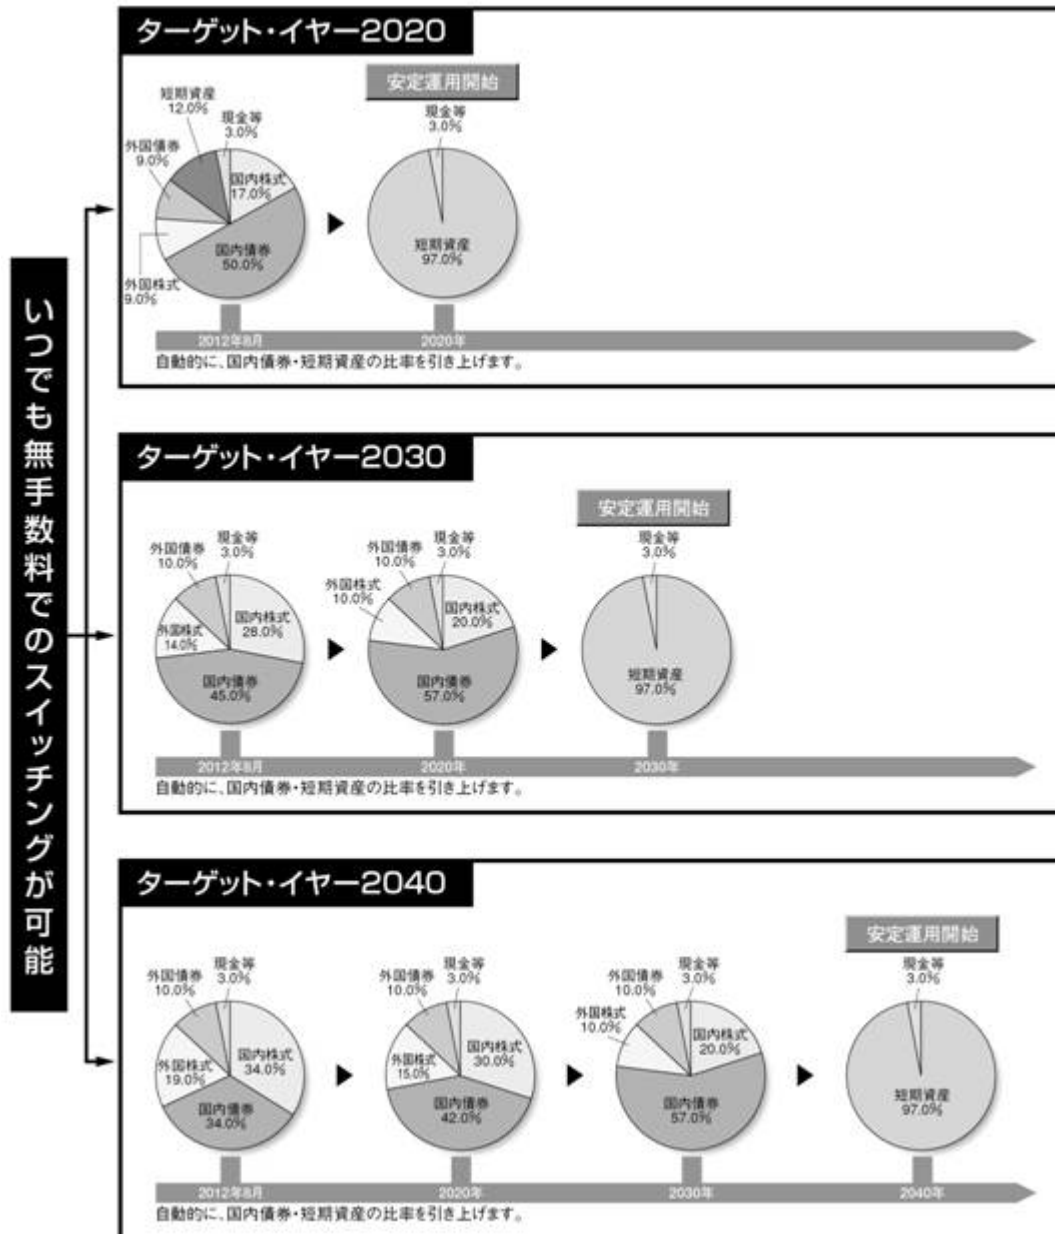 いつでも無手数料でのスイッチングが可能
ターゲット・イヤー2020
安定運用開始
短期資産
12.0%
現金等
3.0%
外国債券
9.0%
国内株式
17.0%
国内債券
50.0%
外国株式
9.0%
現金等
3.0%
短期資産
97.0%
2012年8月
2020年
自動的に、国内債券・短期資産の比率を引き上げます。
ターゲット・イヤー2030
安定運用開始
外国債券
10.0%
現金等
3.0%
国内株式
28.0%
外国株式
14.0%
国内債券
45.0%
外国債券
10.0%
現金等
3.0%
外国株式
10.0%
国内株式
20.0%
国内債券
57.0%
現金等
3.0%
短期資産
97.0%
2012年8月
2020年
2030年
自動的に、国内債券・短期資産の比率を引き上げます。
ターゲット・イヤー2040
安定運用開始
外国債券
10.0%
現金等
3.0%
国内株式
34.0%
外国株式
19.0%
国内債券
34.0%
外国債券
10.0%
現金等
3.0%
国内株式
30.0%
外国株式
15.0%
国内債券
42.0%
外国債券
10.0%
現金等
3.0%
外国株式
10.0%
国内株式
20.0%
国内債券
57.0%
現金等
3.0%
短期資産
97.0%
2012年8月
2020年
2030年
2040年
自動的に、国内債券・短期資産の比率を引き上げます。